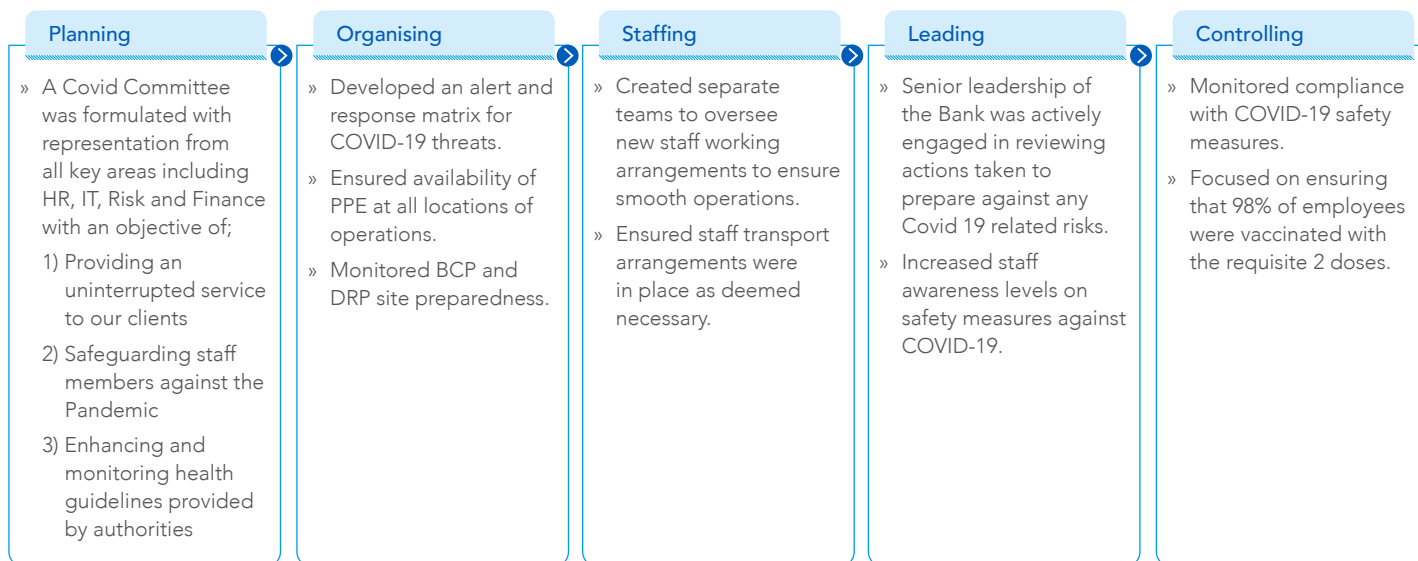 Planning
» A Covid Committee
was formulated with
representation from
all key areas including
HR, IT, Risk and Finance
with an objective of;
1) Providing an
uninterrupted service
to our clients
2) Safeguarding staff
members against the
Pandemic
3) Enhancing and
monitoring health
guidelines provided
by authorities
Organising
» Developed an alert and
response matrix for
COVID-19 threats.
» Ensured availability of
PPE at all locations of
operations.
» Monitored BCP and
DRP site preparedness.
Staffing
» Created separate
teams to oversee
new staff working
arrangements to ensure
smooth operations.
» Ensured staff transport
arrangements were
in place as deemed
necessary.
Leading
» Senior leadership of
the Bank was actively
engaged in reviewing
actions taken to
prepare against any
Covid 19 related risks.
» Increased staff
awareness levels on
safety measures against
COVID-19.
Controlling
» Monitored compliance
with COVID-19 safety
measures.
» Focused on ensuring
that 98% of employees
were vaccinated with
the requisite 2 doses.